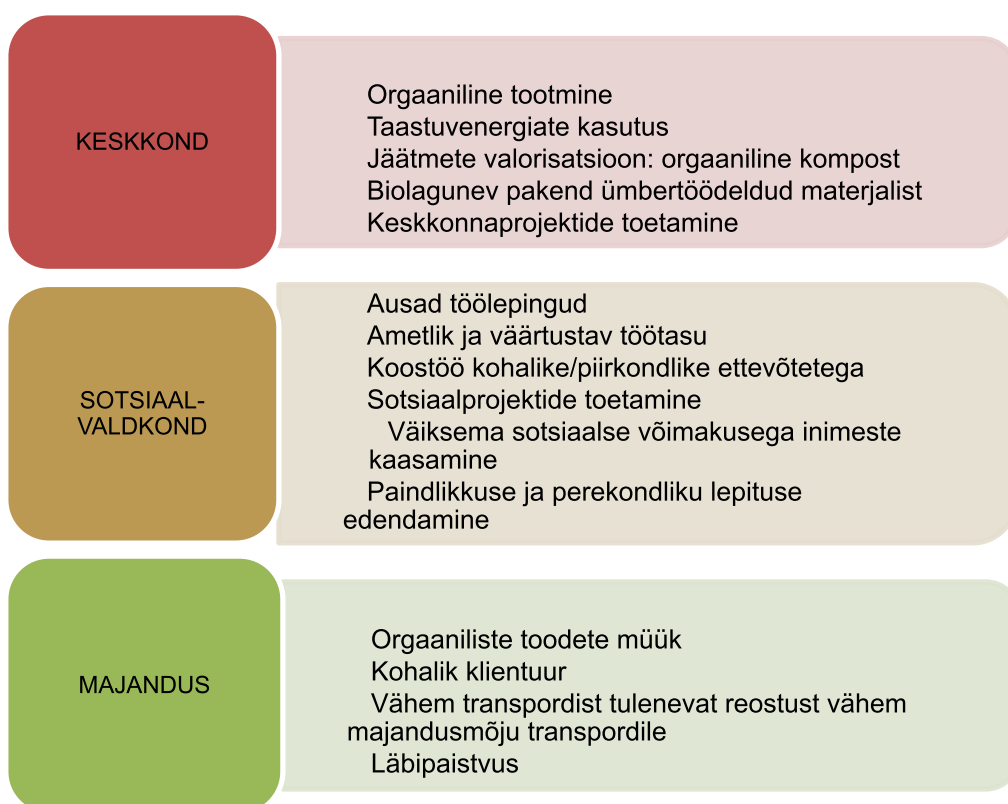 KESKKOND
Orgaaniline tootmine
Taastuvenergiate kasutus
Jäätmete valorisatsioon: orgaaniline kompost
Biolagunev pakend ümbertöödeldud materjalist
Keskkonnaprojektide toetamine
SOTSIAAL-
VALDKOND
Ausad töölepingud
Ametlik ja väärtustav töötasu
Koostöö kohalike/piirkondlike ettevõtetega
Sotsiaalprojektide toetamine
Väiksema sotsiaalse võimakusega inimeste
kaasamine
Paindlikkuse ja perekondliku lepituse
edendamine
MAJANDUS
Orgaaniliste toodete müük
Kohalik klientuur
Vähem transpordist tulenevat reostust vähem
majandusmõju transpordile
Läbipaistvus